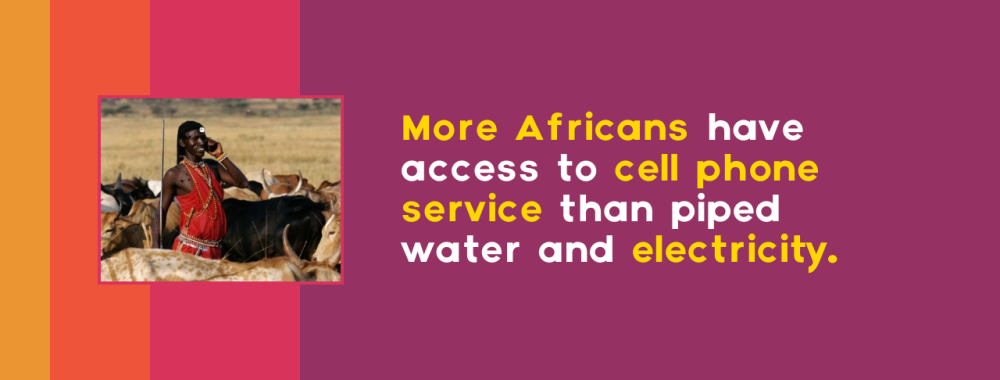 More Africans have
access to cell phone
service than piped
water and electricity.